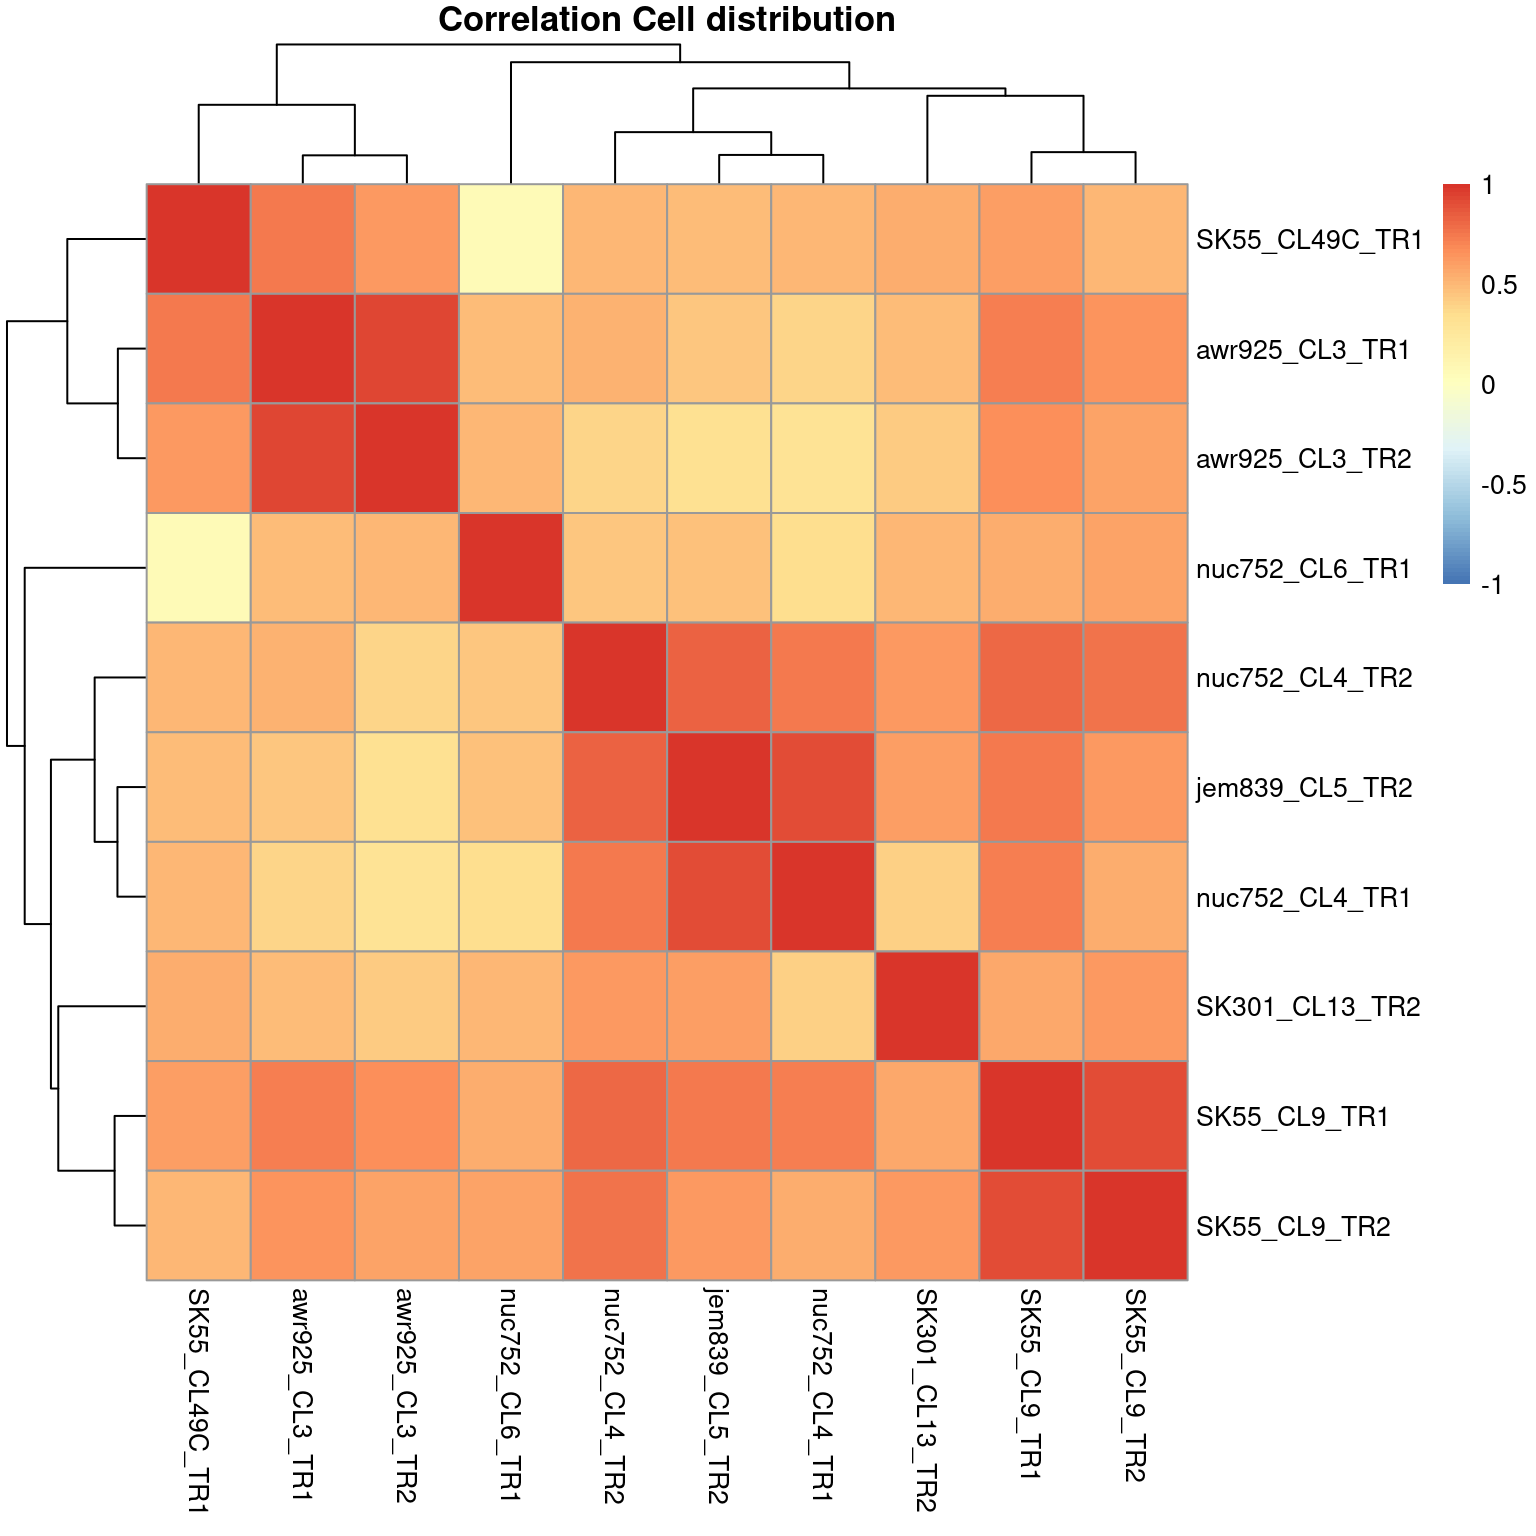 Correlation Cell distribution
1
0.5
0
-0.5
-1
SK55_CL49C_TR1
awr925_CL3_TR1
awr925_CL3_TR2
nuc752_CL6_TR1
nuc752_CL4_TR2
jem839_CL5_TR2
nuc752_CL4_TR1
SK301_CL13_TR2
SK55_CL9_TR1
SK55_CL9_TR2
SK55_CL49C_TR1
awr925_CL3_TR1
awr925_CL3_TR2
nuc752_CL6_TR1
nuc752_CL4_TR2
jem839_CL5_TR2
nuc752_CL4_TR1
SK301_CL13_TR2
SK55_CL9_TR1
SK55_CL9_TR2